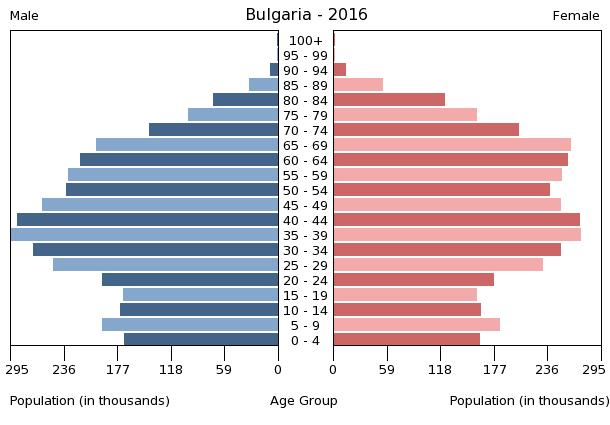 Bulgaria - 2016
Male
Female
100+
95 - 99
90 - 94
85 - 89
80 - 84
75 - 79
70 - 74
65 - 69
60 - 64
55 - 59
50 - 54
45 - 49
40 - 44
35 - 39
30 - 34
25 - 29
20 - 24
15 - 19
10 - 14
5 - 9
0 - 4
295 236 177 118 59 0 0 59 118 177 236 295
Population (in thousands) Age Group Population (in thousands)